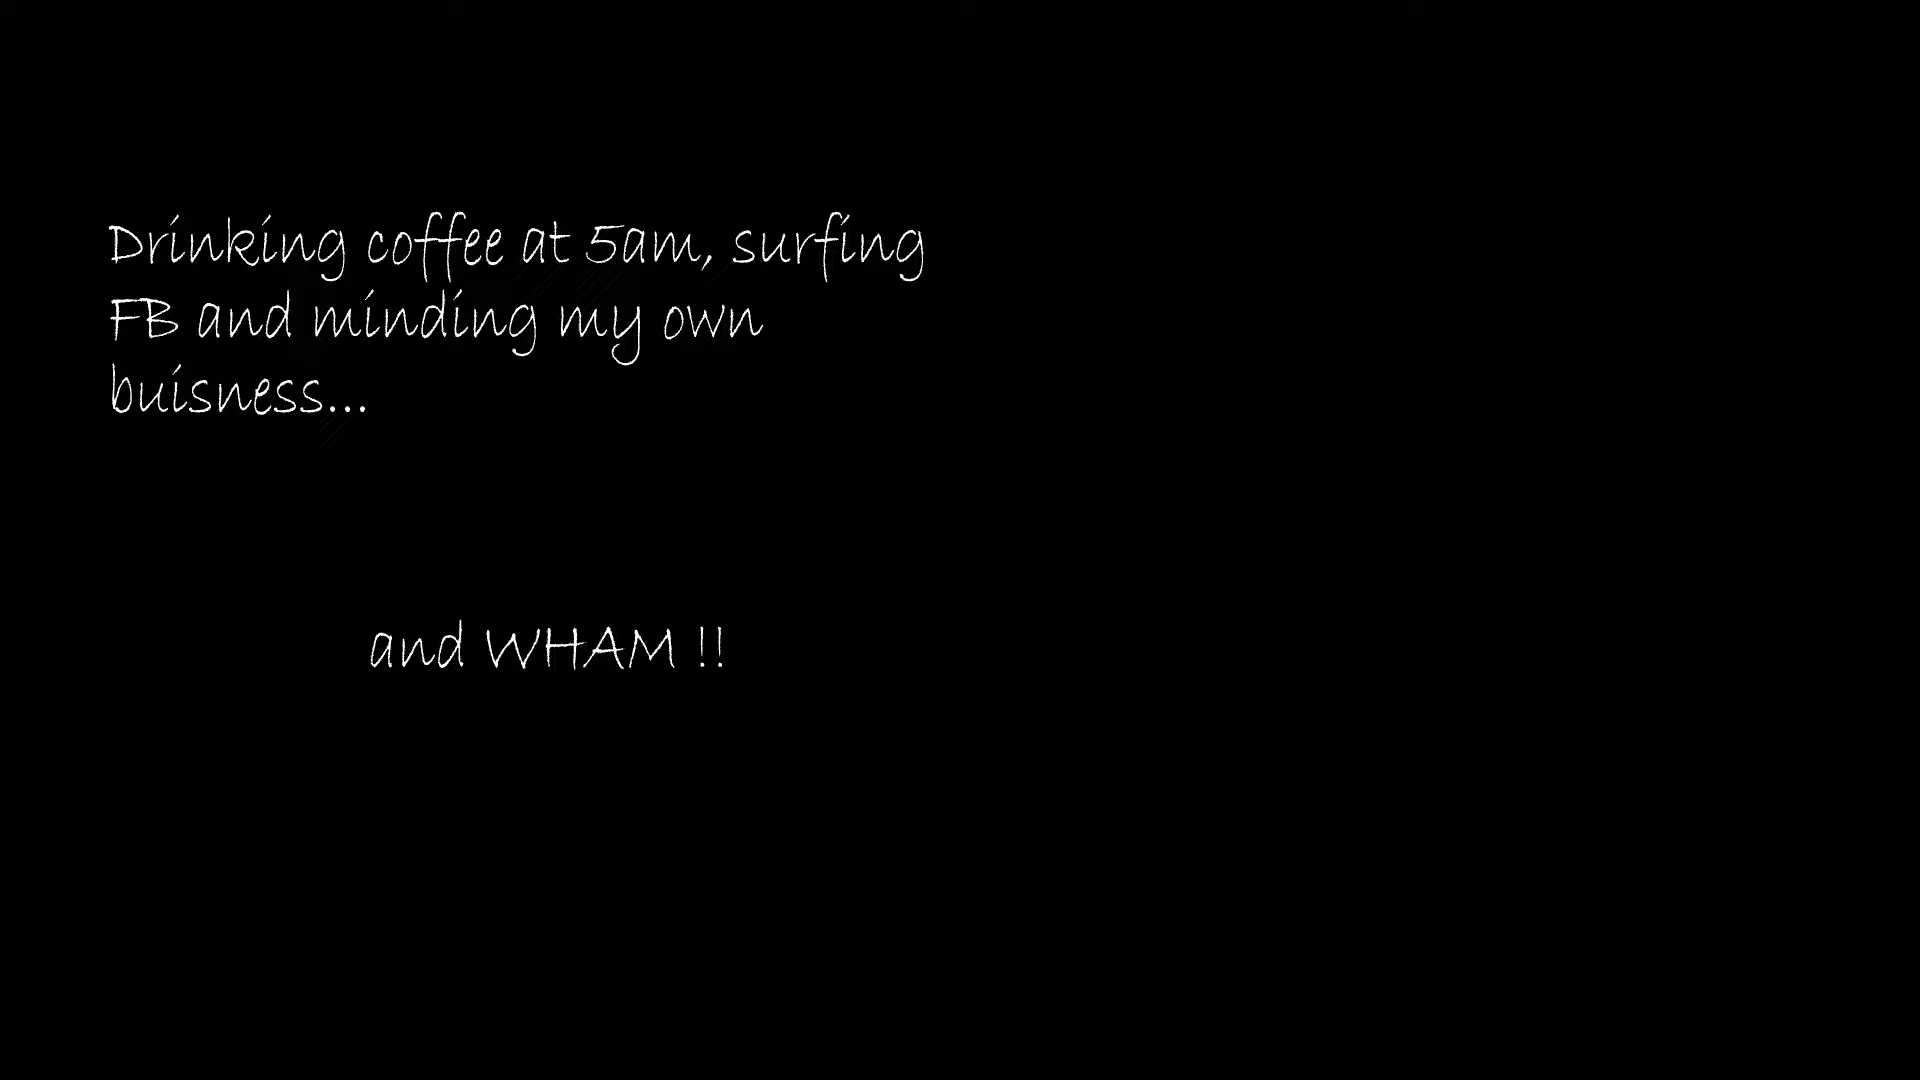 Drinking coffee at 5am, surfing
FB and minding my own
buisness...
and WHAM !!